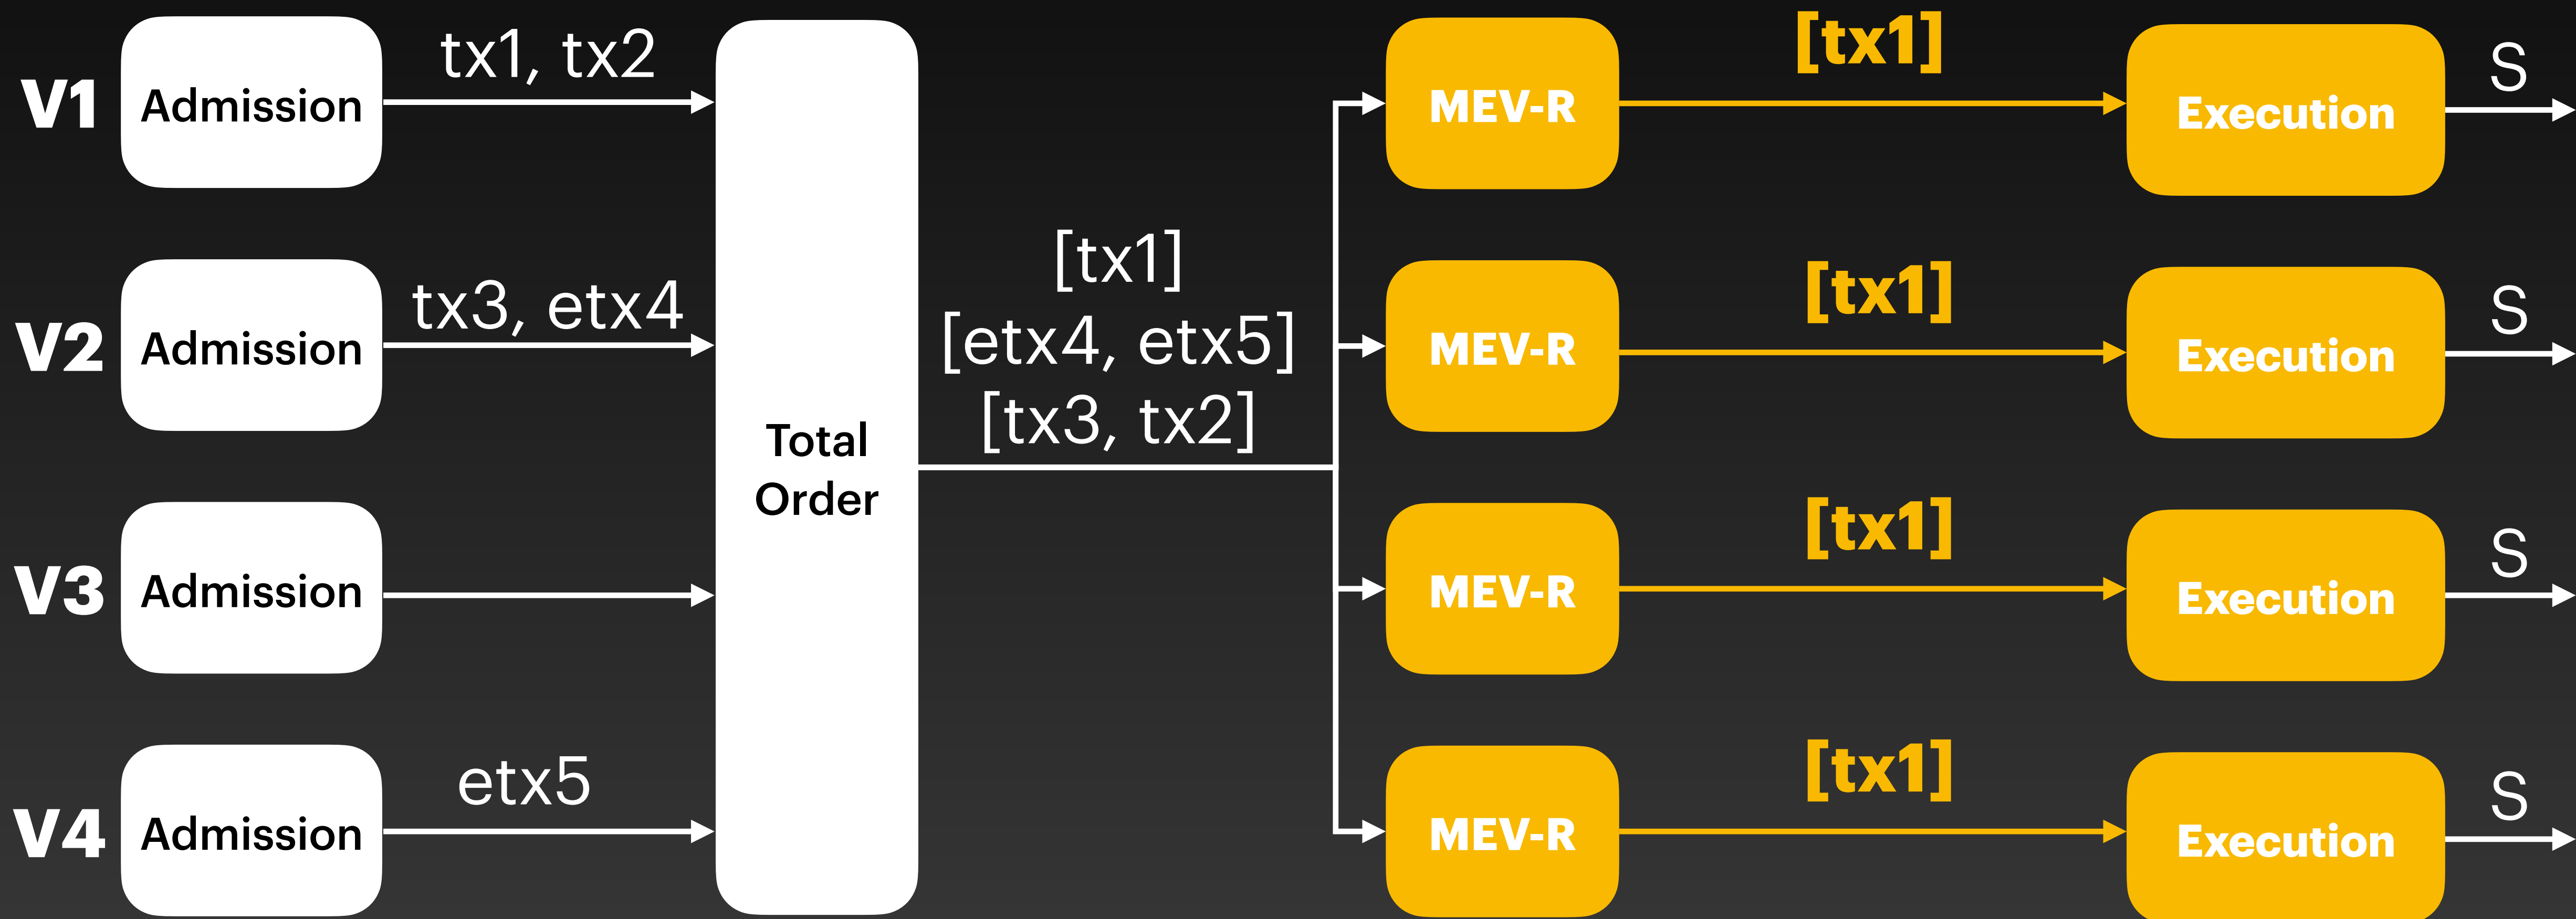 V1
Admission
tx1, tx2
MEV-R
[tx1]
Execution
S
V2
Admission
tx3, etx4
Total
Order
[tx1]
[etx4, etx5]
[tx3, tx2]
MEV-R
[tx1]
Execution
S
V3
Admission
MEV-R
[tx1]
Execution
S
V4
Admission
etx5
MEV-R
[tx1]
Execution
S